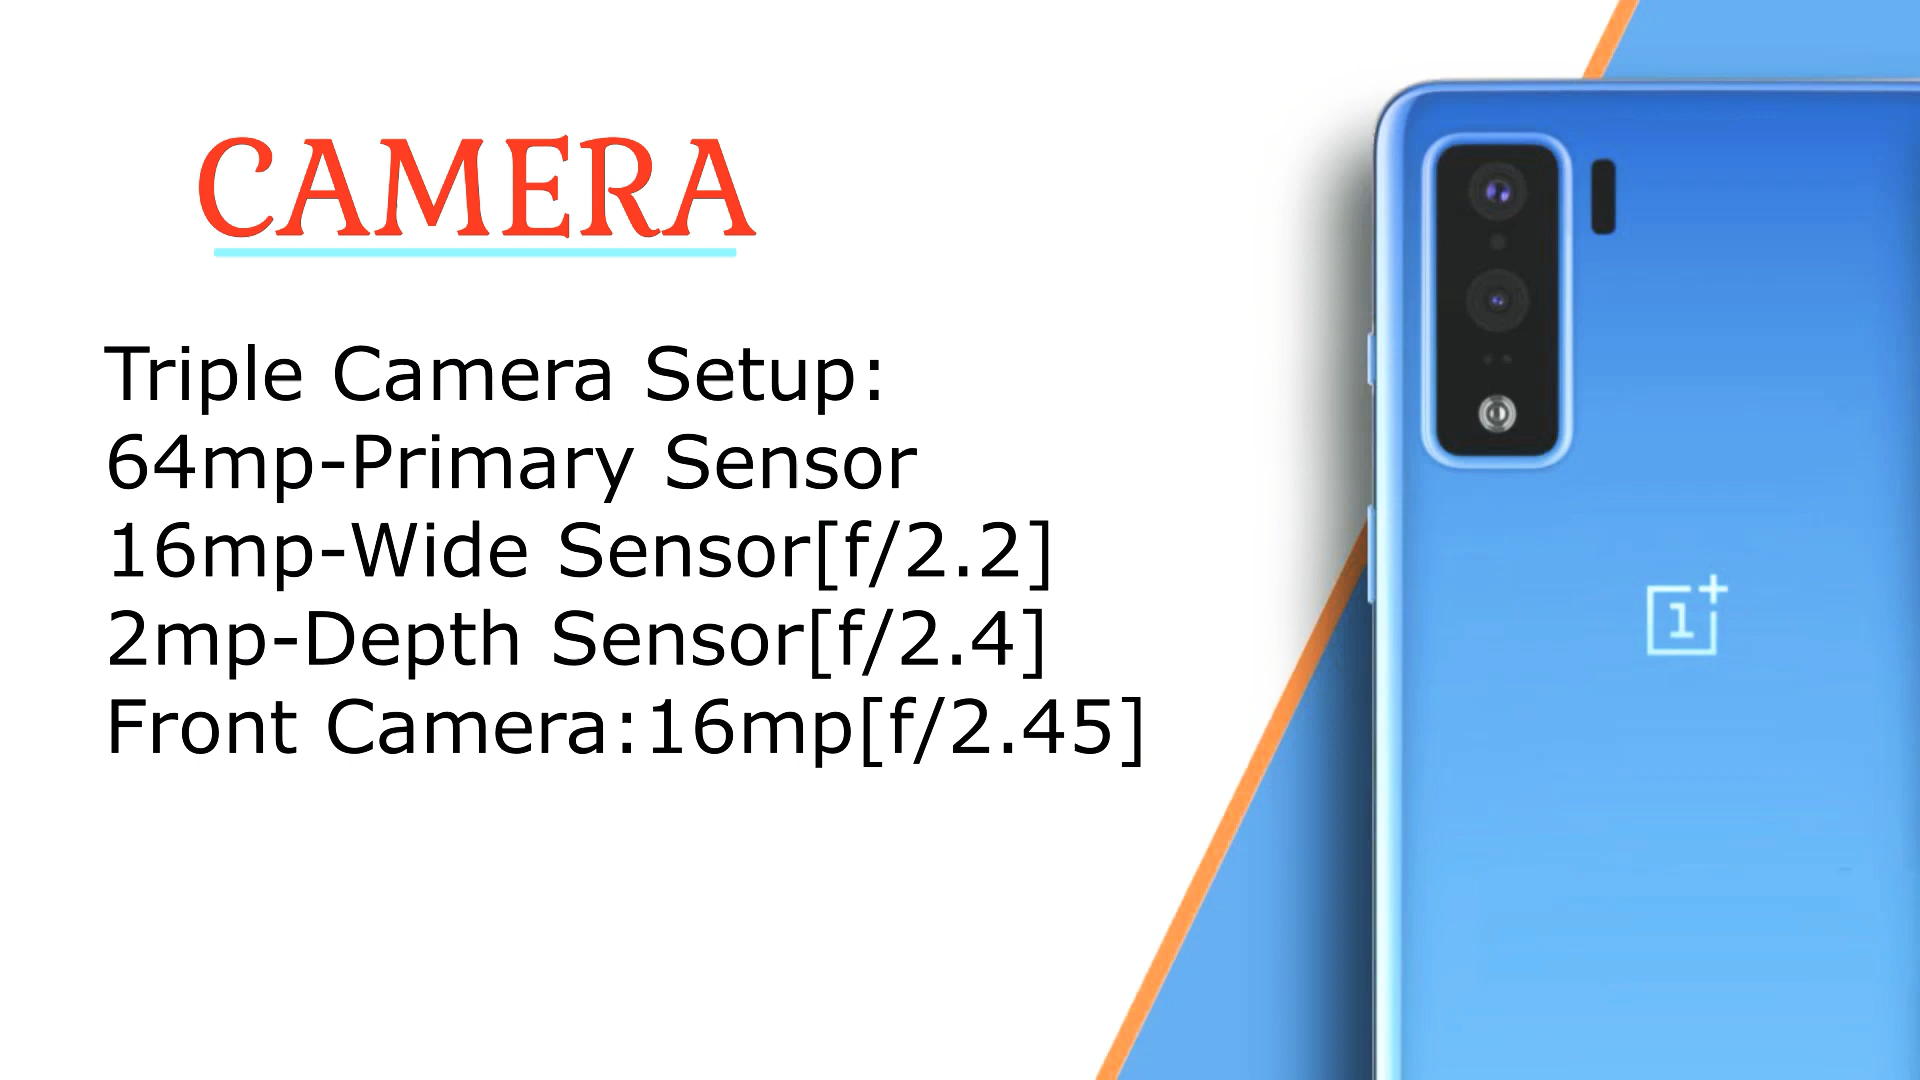 CAMERA
Triple Camera Setup:
64mp-Primary Sensor
16mp-Wide Sensor[f/2.2]
2mp-Depth Sensor[f/2.4]
Front Camera:16mp[f/2.45]
1+